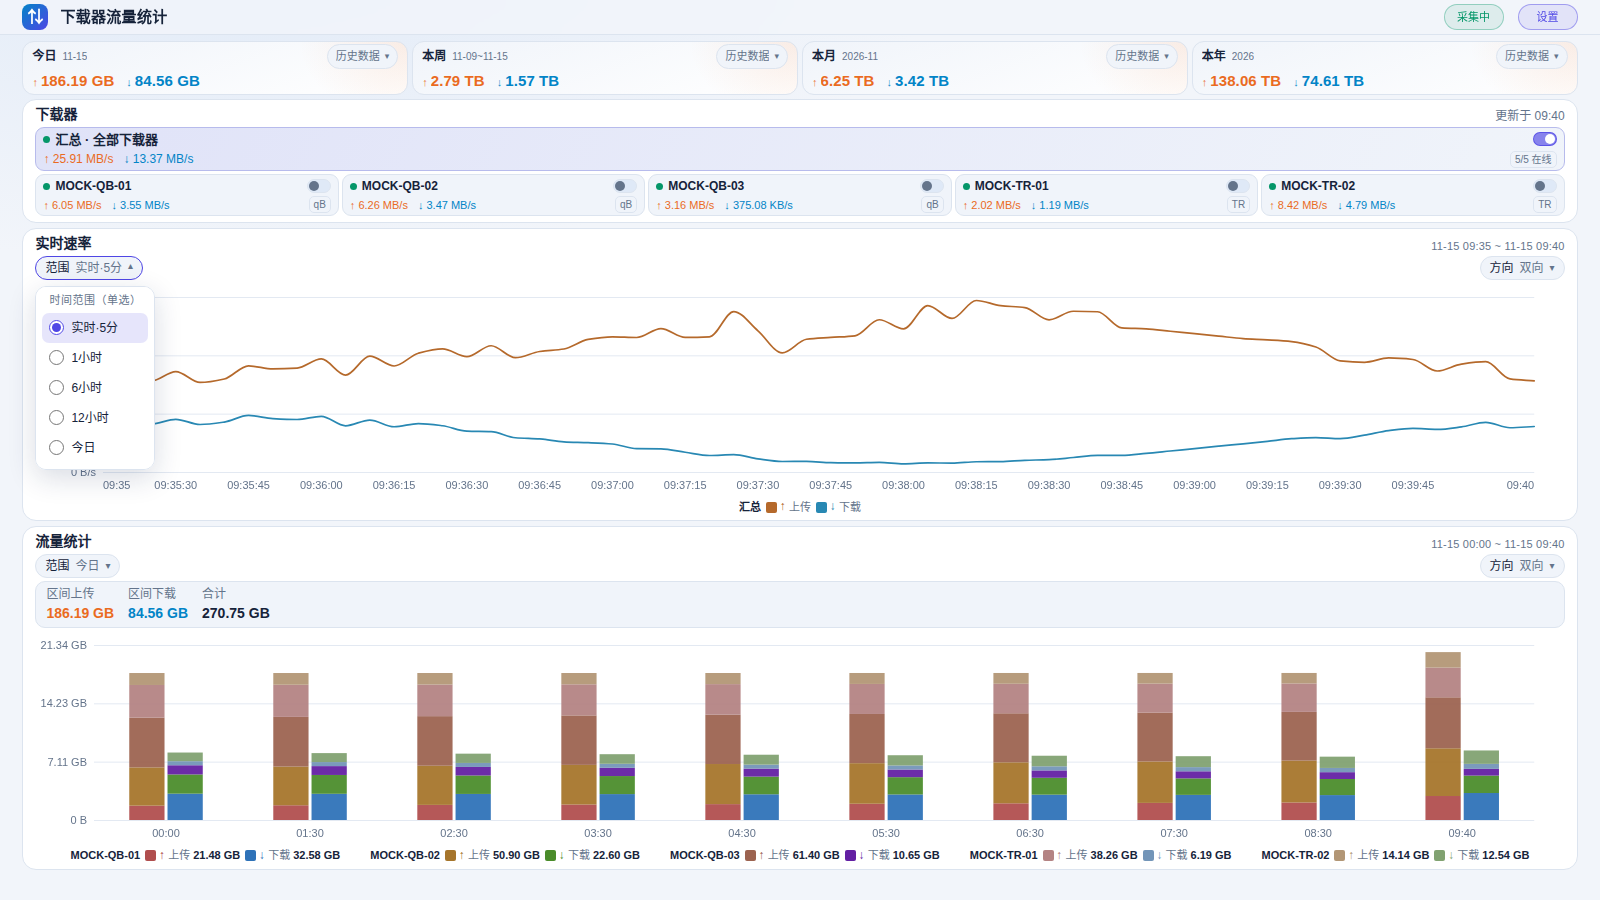 下载器流量统计
采集中
设置
今日 11-15 历史数据 ▾
↑ 186.19 GB ↓ 84.56 GB
本周 11-09~11-15 历史数据 ▾
↑ 2.79 TB ↓ 1.57 TB
本月 2026-11 历史数据 ▾
↑ 6.25 TB ↓ 3.42 TB
本年 2026 历史数据 ▾
↑ 138.06 TB ↓ 74.61 TB
下载器 更新于 09:40
汇总 · 全部下载器
↑ 25.91 MB/s ↓ 13.37 MB/s 5/5 在线
MOCK-QB-01
↑ 6.05 MB/s ↓ 3.55 MB/s qB
MOCK-QB-02
↑ 6.26 MB/s ↓ 3.47 MB/s qB
MOCK-QB-03
↑ 3.16 MB/s ↓ 375.08 KB/s qB
MOCK-TR-01
↑ 2.02 MB/s ↓ 1.19 MB/s TR
MOCK-TR-02
↑ 8.42 MB/s ↓ 4.79 MB/s TR
实时速率 11-15 09:35 ~ 11-15 09:40
范围 实时·5分 ▴ 方向 双向 ▾
时间范围（单选）
实时·5分
1小时
6小时
12小时
今日
0 B/s
09:35 09:35:30 09:35:45 09:36:00 09:36:15 09:36:30 09:36:45 09:37:00 09:37:15 09:37:30 09:37:45 09:38:00 09:38:15 09:38:30 09:38:45 09:39:00 09:39:15 09:39:30 09:39:45 09:40
汇总 ↑ 上传 ↓ 下载
流量统计 11-15 00:00 ~ 11-15 09:40
范围 今日 ▾ 方向 双向 ▾
区间上传 区间下载 合计
186.19 GB 84.56 GB 270.75 GB
21.34 GB
14.23 GB
7.11 GB
0 B
00:00 01:30 02:30 03:30 04:30 05:30 06:30 07:30 08:30 09:40
MOCK-QB-01 ↑ 上传 21.48 GB ↓ 下载 32.58 GB MOCK-QB-02 ↑ 上传 50.90 GB ↓ 下载 22.60 GB MOCK-QB-03 ↑ 上传 61.40 GB ↓ 下载 10.65 GB MOCK-TR-01 ↑ 上传 38.26 GB ↓ 下载 6.19 GB MOCK-TR-02 ↑ 上传 14.14 GB ↓ 下载 12.54 GB